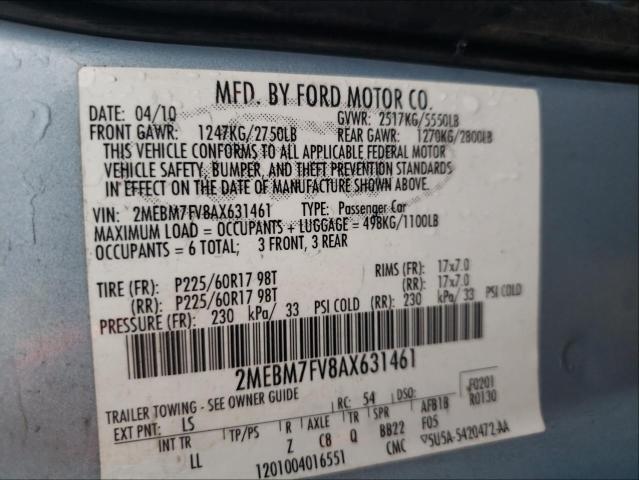 MFD. BY FORD MOTOR CO.
DATE: 04/10 GVWR: 2517KG/5550LB
FRONT GAWR: 1247KG/2750LB REAR GAWR: 1270KG/2800LB
THIS VEHICLE CONFORMS TO ALL APPLICABLE FEDERAL MOTOR
VEHICLE SAFETY, BUMPER, AND THEFT PREVENTION STANDARDS
IN EFFECT ON THE DATE OF MANUFACTURE SHOWN ABOVE.
VIN: 2MEBM7FV8AX631461 TYPE: Passenger Car
MAXIMUM LOAD = OCCUPANTS + LUGGAGE = 498KG/1100LB
OCCUPANTS = 6 TOTAL; 3 FRONT, 3 REAR
TIRE (FR): P225/60R17 98T RIMS (FR): 17x7.0
(RR): P225/60R17 98T (RR): 17x7.0
PRESSURE (FR): 230 kPa/ 33 PSI COLD (RR): 230 kPa/ 33 PSI COLD
2MEBM7FV8AX631461
TRAILER TOWING - SEE OWNER GUIDE F0201
EXT PNT: LS RC: 54 DSO: R0130
INT TR TP/PS R AXLE TR SPR AFB18
LL Z C8 Q BB22 F05
1201004016551 CMC ▽5U5A-5420472-AA